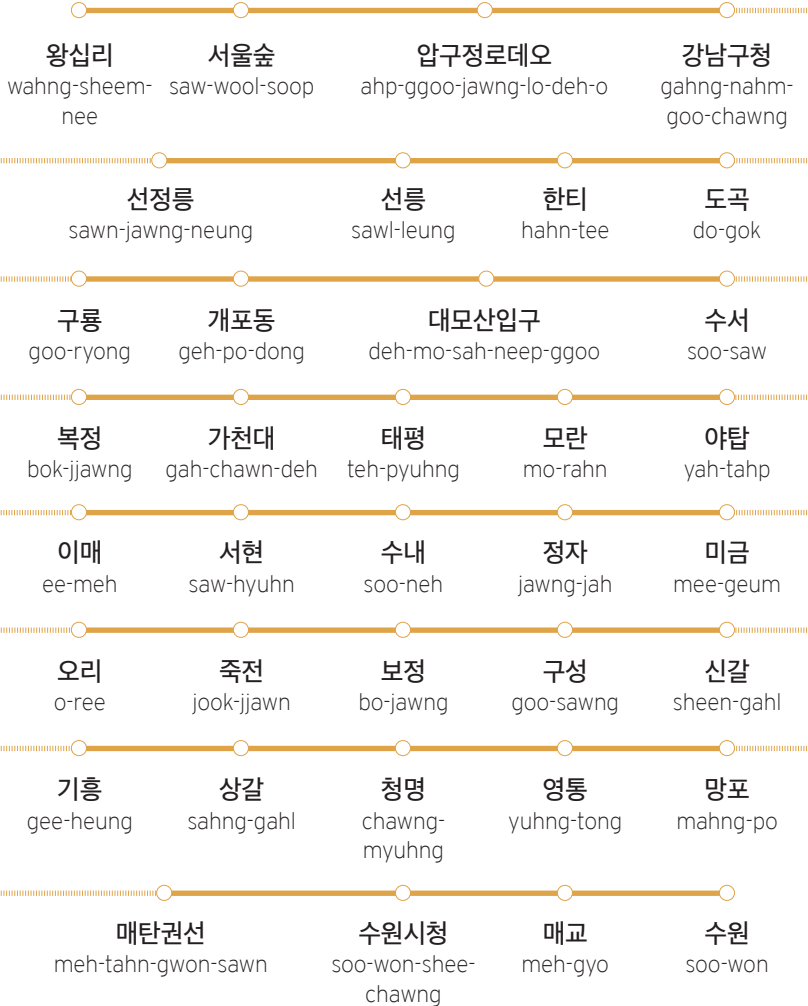 왕십리 서울숲 압구정로데오 강남구청
wahng-sheem- saw-wool-soop ahp-ggoo-jawng-lo-deh-o gahng-nahm-
nee goo-chawng
선정릉 선릉 한티 도곡
sawn-jawng-neung sawl-leung hahn-tee do-gok
구룡 개포동 대모산입구 수서
goo-ryong geh-po-dong deh-mo-sah-neep-ggoo soo-saw
복정 가천대 태평 모란 야탑
bok-jjawng gah-chawn-deh teh-pyuhng mo-rahn yah-tahp
이매 서현 수내 정자 미금
ee-meh saw-hyuhn soo-neh jawng-jah mee-geum
오리 죽전 보정 구성 신갈
o-ree jook-jjawn bo-jawng goo-sawng sheen-gahl
기흥 상갈 청명 영통 망포
gee-heung sahng-gahl chawng- yuhng-tong mahng-po
myuhng
매탄권선 수원시청 매교 수원
meh-tahn-gwon-sawn soo-won-shee- meh-gyo soo-won
chawng